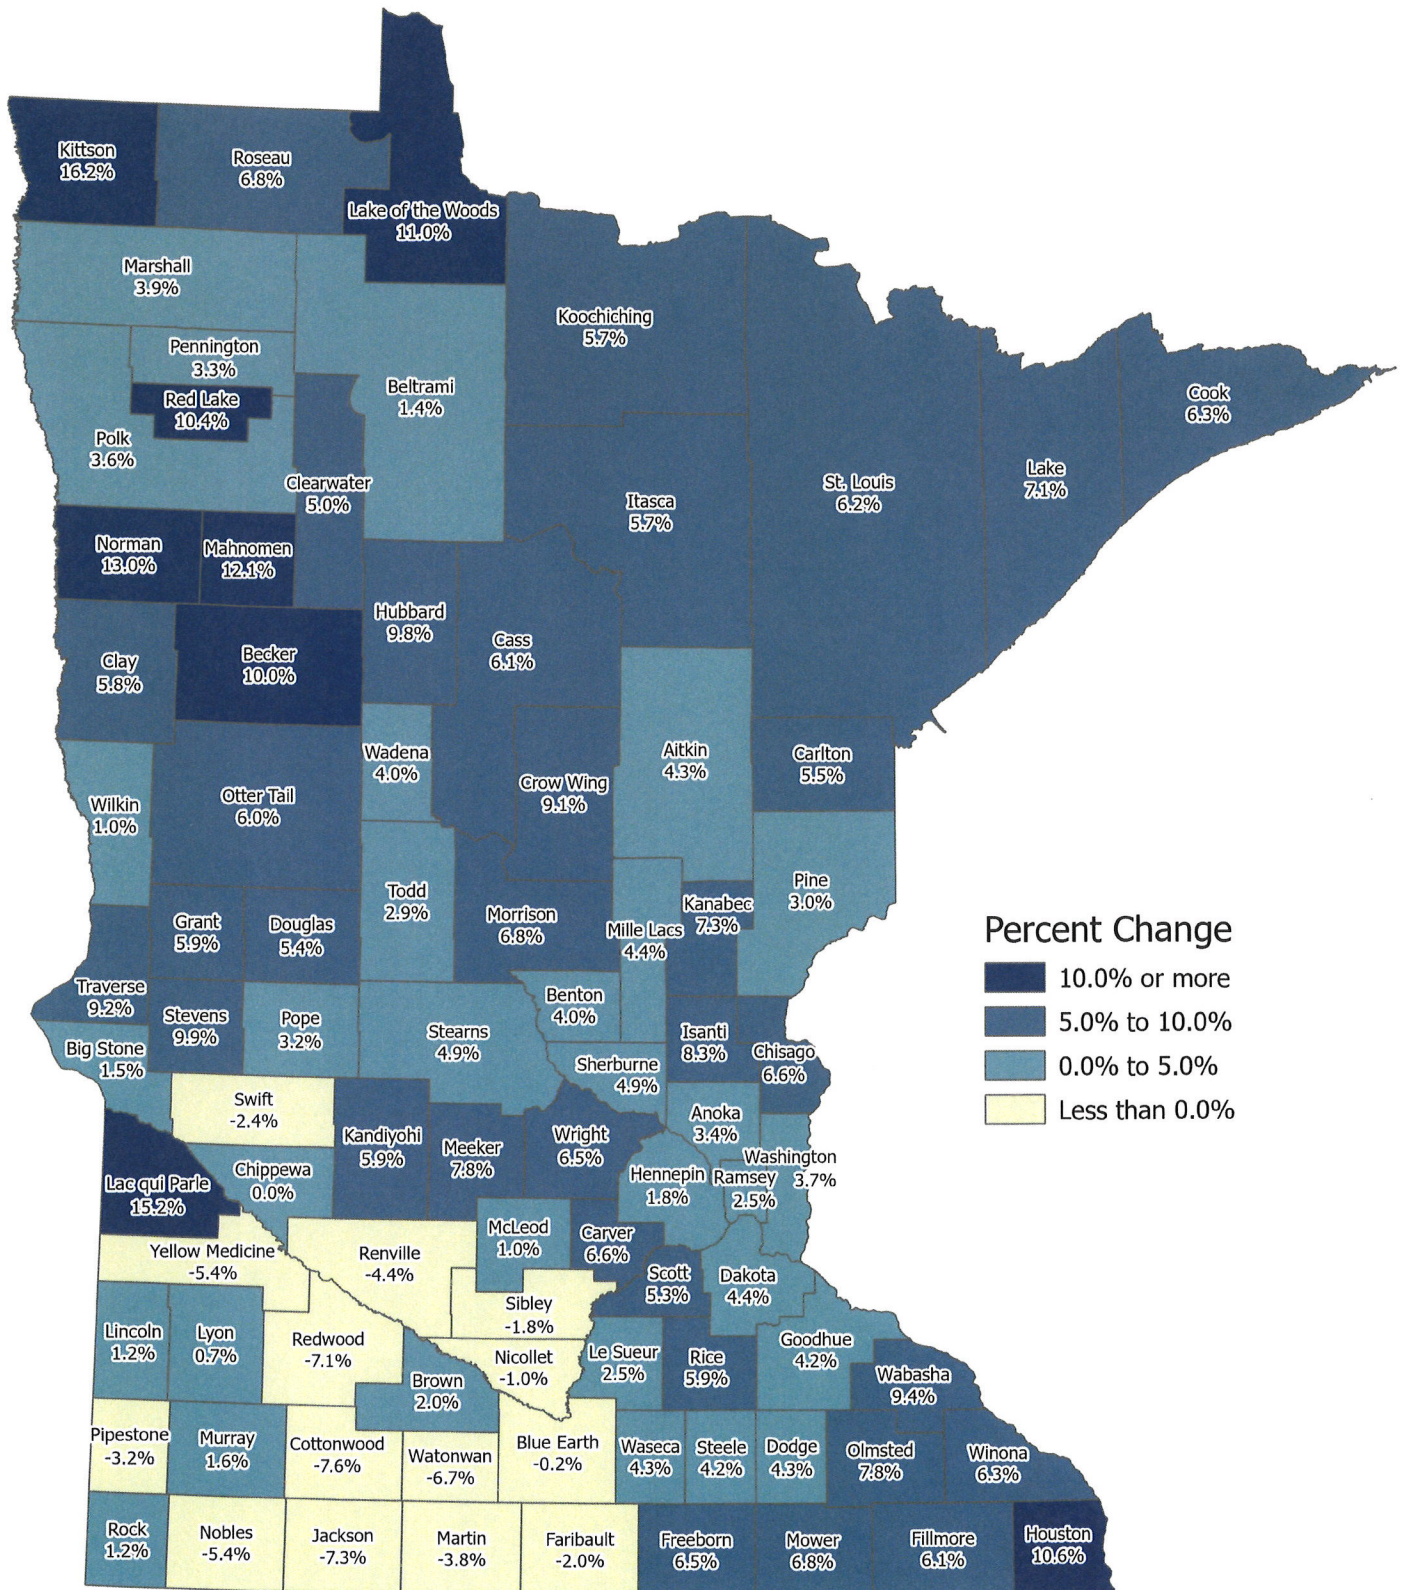 Kittson
16.2%
Roseau
6.8%
Lake of the Woods
11.0%
Marshall
3.9%
Koochiching
5.7%
Pennington
3.3%
Beltrami
1.4%
Red Lake
10.4%
Cook
6.3%
Polk
3.6%
Clearwater
5.0%
Itasca
5.7%
St. Louis
6.2%
Lake
7.1%
Norman
13.0%
Mahnomen
12.1%
Hubbard
9.8%
Cass
6.1%
Clay
5.8%
Becker
10.0%
Wadena
4.0%
Aitkin
4.3%
Carlton
5.5%
Crow Wing
9.1%
Wilkin
1.0%
Otter Tail
6.0%
Todd
2.9%
Pine
3.0%
Kanabec
7.3%
Grant
5.9%
Douglas
5.4%
Morrison
6.8%
Mille Lacs
4.4%
Percent Change
10.0% or more
5.0% to 10.0%
0.0% to 5.0%
Less than 0.0%
Traverse
9.2%
Stevens
9.9%
Pope
3.2%
Stearns
4.9%
Benton
4.0%
Isanti
8.3%
Chisago
6.6%
Big Stone
1.5%
Sherburne
4.9%
Swift
-2.4%
Anoka
3.4%
Kandiyohi
5.9%
Meeker
7.8%
Wright
6.5%
Washington
3.7%
Lac qui Parle
15.2%
Chippewa
0.0%
Hennepin
1.8%
Ramsey
2.5%
McLeod
1.0%
Carver
6.6%
Yellow Medicine
-5.4%
Renville
-4.4%
Scott
5.3%
Dakota
4.4%
Sibley
-1.8%
Lincoln
1.2%
Lyon
0.7%
Redwood
-7.1%
Nicollet
-1.0%
Le Sueur
2.5%
Rice
5.9%
Goodhue
4.2%
Brown
2.0%
Wabasha
9.4%
Pipestone
-3.2%
Murray
1.6%
Cottonwood
-7.6%
Watonwan
-6.7%
Blue Earth
-0.2%
Waseca
4.3%
Steele
4.2%
Dodge
4.3%
Olmsted
7.8%
Winona
6.3%
Rock
1.2%
Nobles
-5.4%
Jackson
-7.3%
Martin
-3.8%
Faribault
-2.0%
Freeborn
6.5%
Mower
6.8%
Fillmore
6.1%
Houston
10.6%